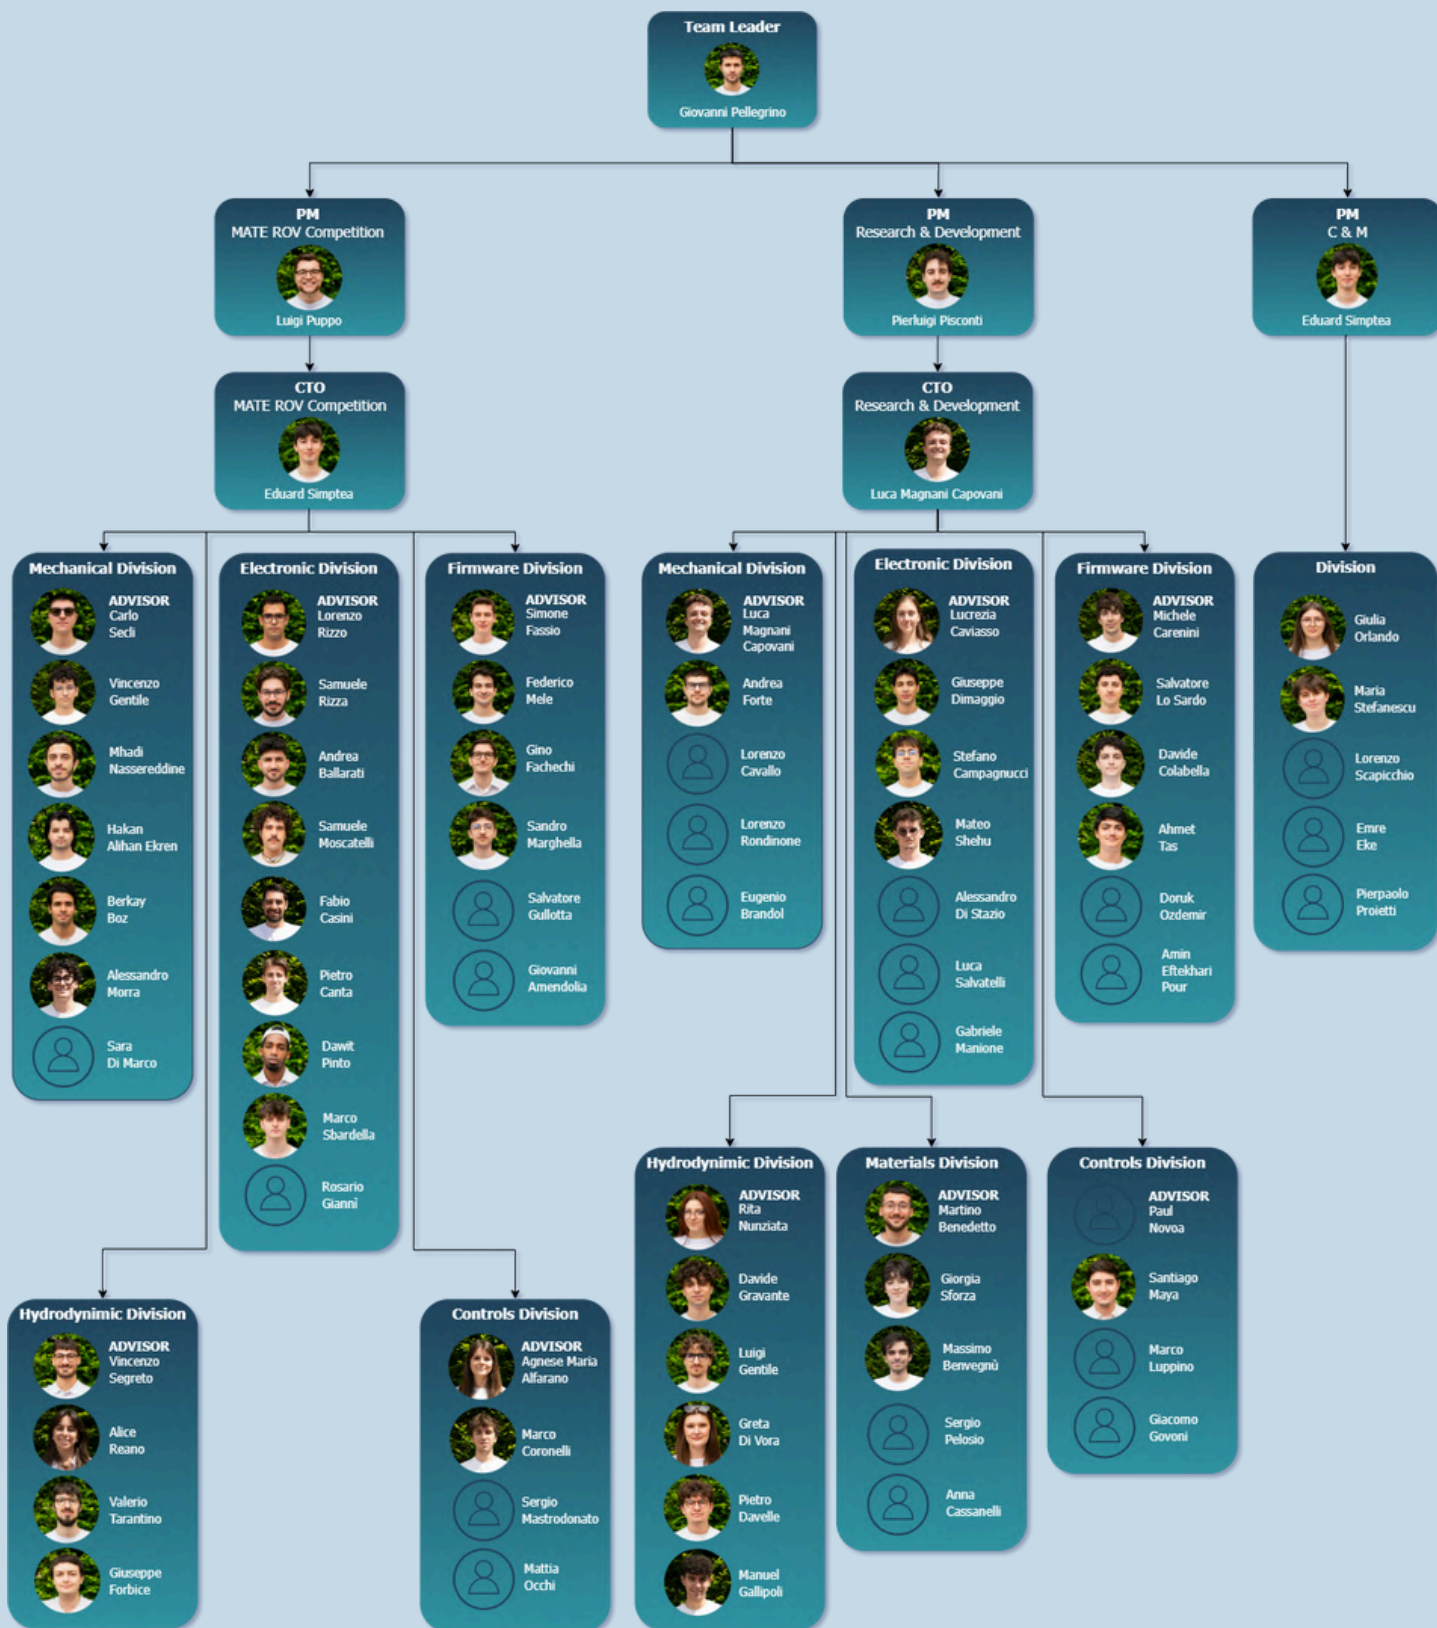 Team Leader
Giovanni Pellegrino
PM
MATE ROV Competition
Luigi Puppo
PM
Research & Development
Pierluigi Pisconti
PM
C & M
Eduard Simptea
CTO
MATE ROV Competition
Eduard Simptea
CTO
Research & Development
Luca Magnani Capovani
Mechanical Division
ADVISOR
Carlo
Secli
Vincenzo
Gentile
Mhadi
Nassereddine
Hakan
Alihan Ekren
Berkay
Boz
Alessandro
Morra
Sara
Di Marco
Electronic Division
ADVISOR
Lorenzo
Rizzo
Samuele
Rizza
Andrea
Ballarati
Samuele
Moscatelli
Fabio
Casini
Pietro
Canta
Dawit
Pinto
Marco
Sbardella
Rosario
Giannì
Firmware Division
ADVISOR
Simone
Fassio
Federico
Mele
Gino
Fachechi
Sandro
Marghella
Salvatore
Gullotta
Giovanni
Amendolia
Mechanical Division
ADVISOR
Luca
Magnani
Capovani
Andrea
Forte
Lorenzo
Cavallo
Lorenzo
Rondinone
Eugenio
Brandol
Electronic Division
ADVISOR
Lucrezia
Caviasso
Giuseppe
Dimaggio
Stefano
Campagnucci
Mateo
Shehu
Alessandro
Di Stazio
Luca
Salvatelli
Gabriele
Manione
Firmware Division
ADVISOR
Michele
Carenini
Salvatore
Lo Sardo
Davide
Colabella
Ahmet
Tas
Doruk
Ozdemir
Amin
Eftekhari
Pour
Division
Giulia
Orlando
Maria
Stefanescu
Lorenzo
Scapicchio
Emre
Eke
Pierpaolo
Proietti
Hydrodynimic Division
ADVISOR
Vincenzo
Segreto
Alice
Reano
Valerio
Tarantino
Giuseppe
Forbice
Controls Division
ADVISOR
Agnese Maria
Alfarano
Marco
Coronelli
Sergio
Mastrodonato
Mattia
Occhi
Hydrodynimic Division
ADVISOR
Rita
Nunziata
Davide
Gravante
Luigi
Gentile
Greta
Di Vora
Pietro
Davelle
Manuel
Gallipoli
Materials Division
ADVISOR
Martino
Benedetto
Giorgia
Sforza
Massimo
Benvegnù
Sergio
Pelosio
Anna
Cassanelli
Controls Division
ADVISOR
Paul
Novoa
Santiago
Maya
Marco
Luppino
Giacomo
Govoni